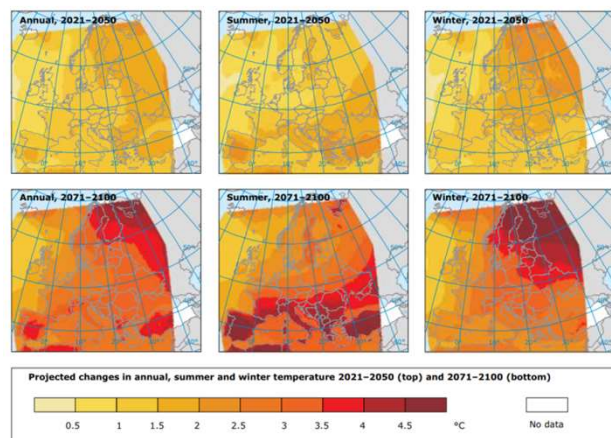 Annual, 2021–2050
Summer, 2021–2050
Winter, 2021–2050
Annual, 2071–2100
Summer, 2071–2100
Winter, 2071–2100
Projected changes in annual, summer and winter temperature 2021–2050 (top) and 2071–2100 (bottom)
0.5 1 1.5 2 2.5 3 3.5 4 4.5 °C No data